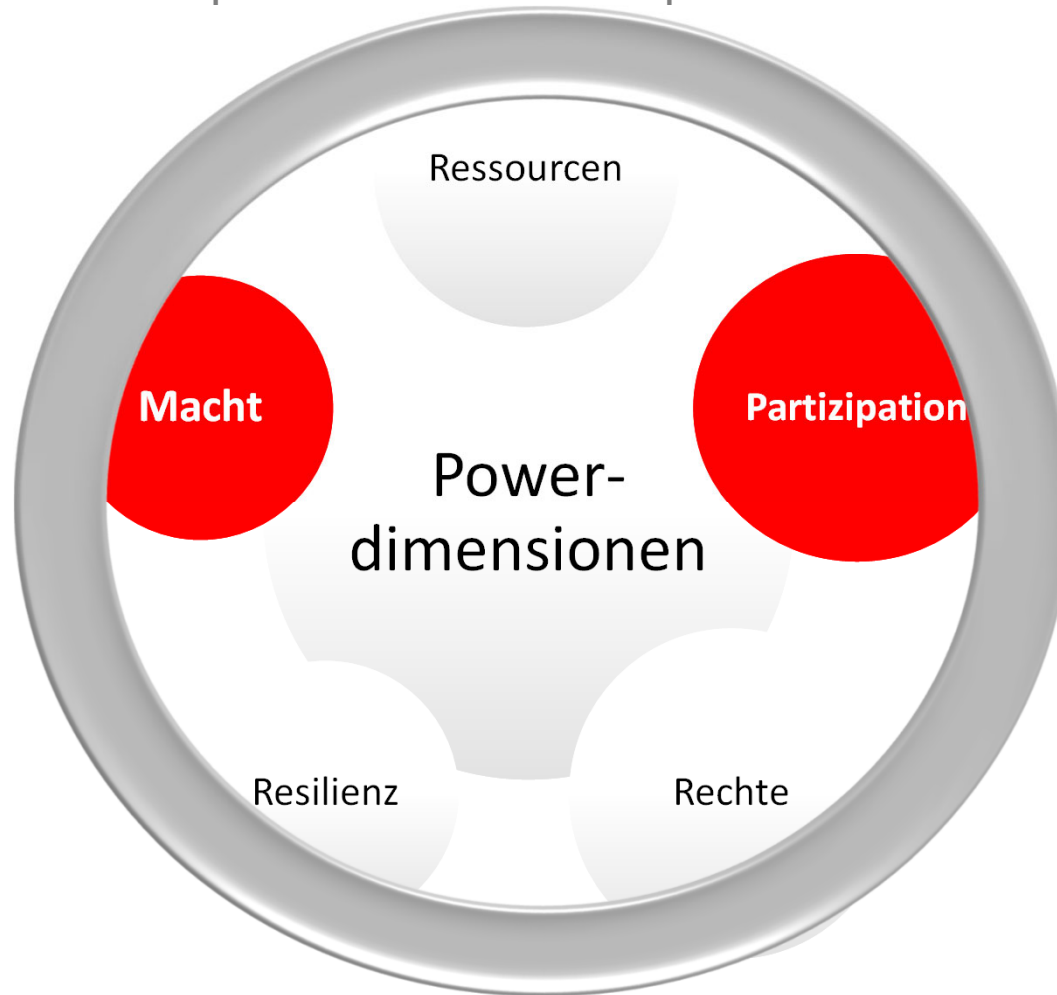 Ressourcen
Macht
Partizipation
Power-
dimensionen
Resilienz
Rechte